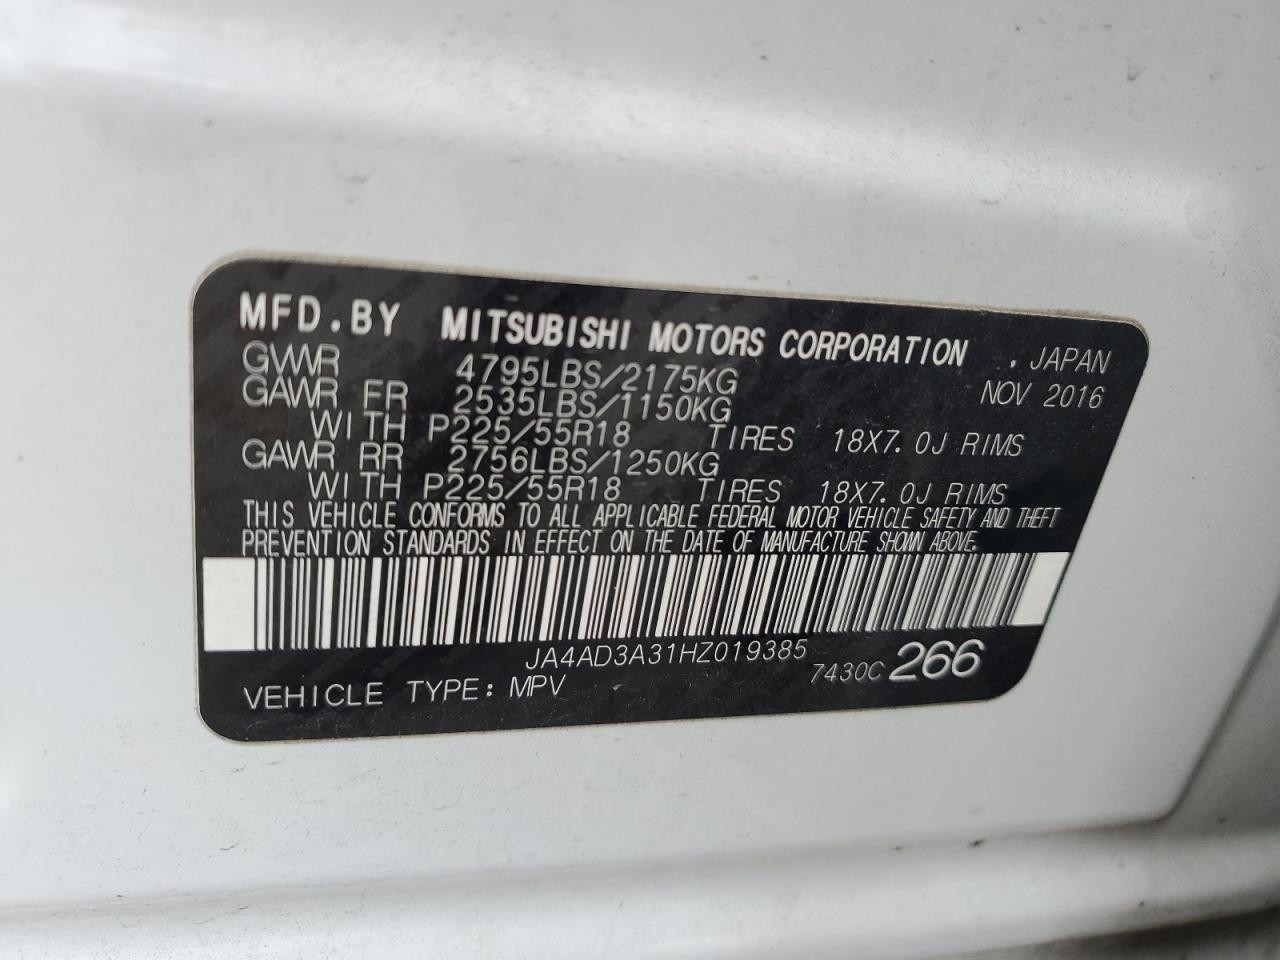 MFD.BY MITSUBISHI MOTORS CORPORATION , JAPAN
GVWR 4795LBS/2175KG NOV 2016
GAWR FR 2535LBS/1150KG
WITH P225/55R18 TIRES 18X7.0J RIMS
GAWR RR 2756LBS/1250KG
WITH P225/55R18 TIRES 18X7.0J RIMS
THIS VEHICLE CONFORMS TO ALL APPLICABLE FEDERAL MOTOR VEHICLE SAFETY AND THEFT
PREVENTION STANDARDS IN EFFECT ON THE DATE OF MANUFACTURE SHOWN ABOVE.
JA4AD3A31HZ019385
7430C 266
VEHICLE TYPE: MPV